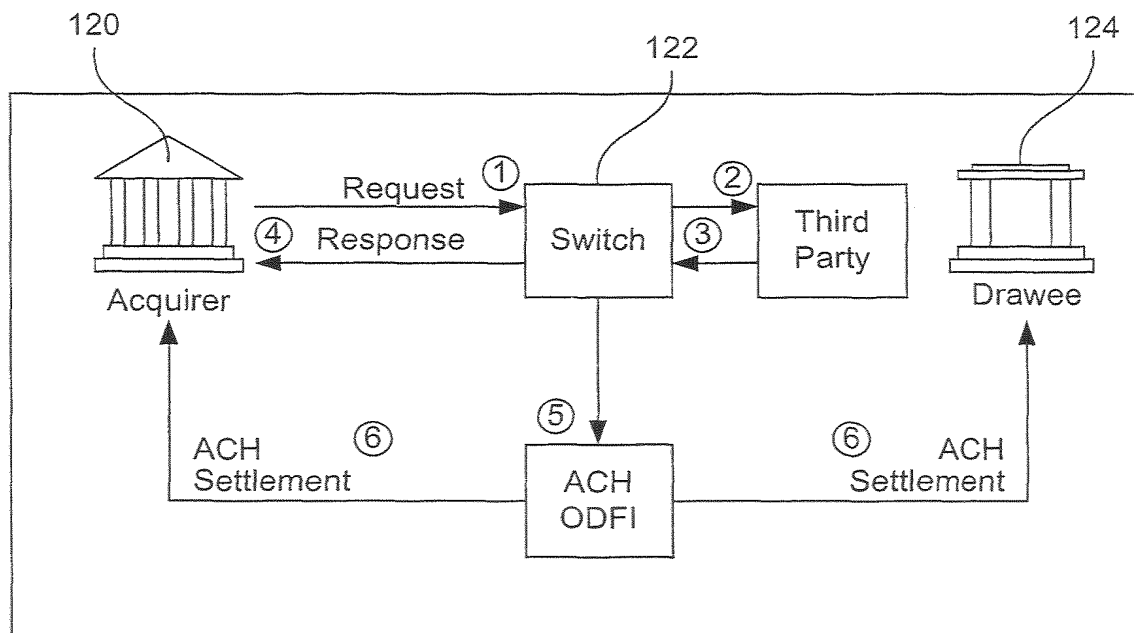 120
122
124
Request
①
②
④
Response
Switch
③
Third
Party
Acquirer
Drawee
⑤
ACH
Settlement
⑥
ACH
ODFI
⑥
ACH
Settlement